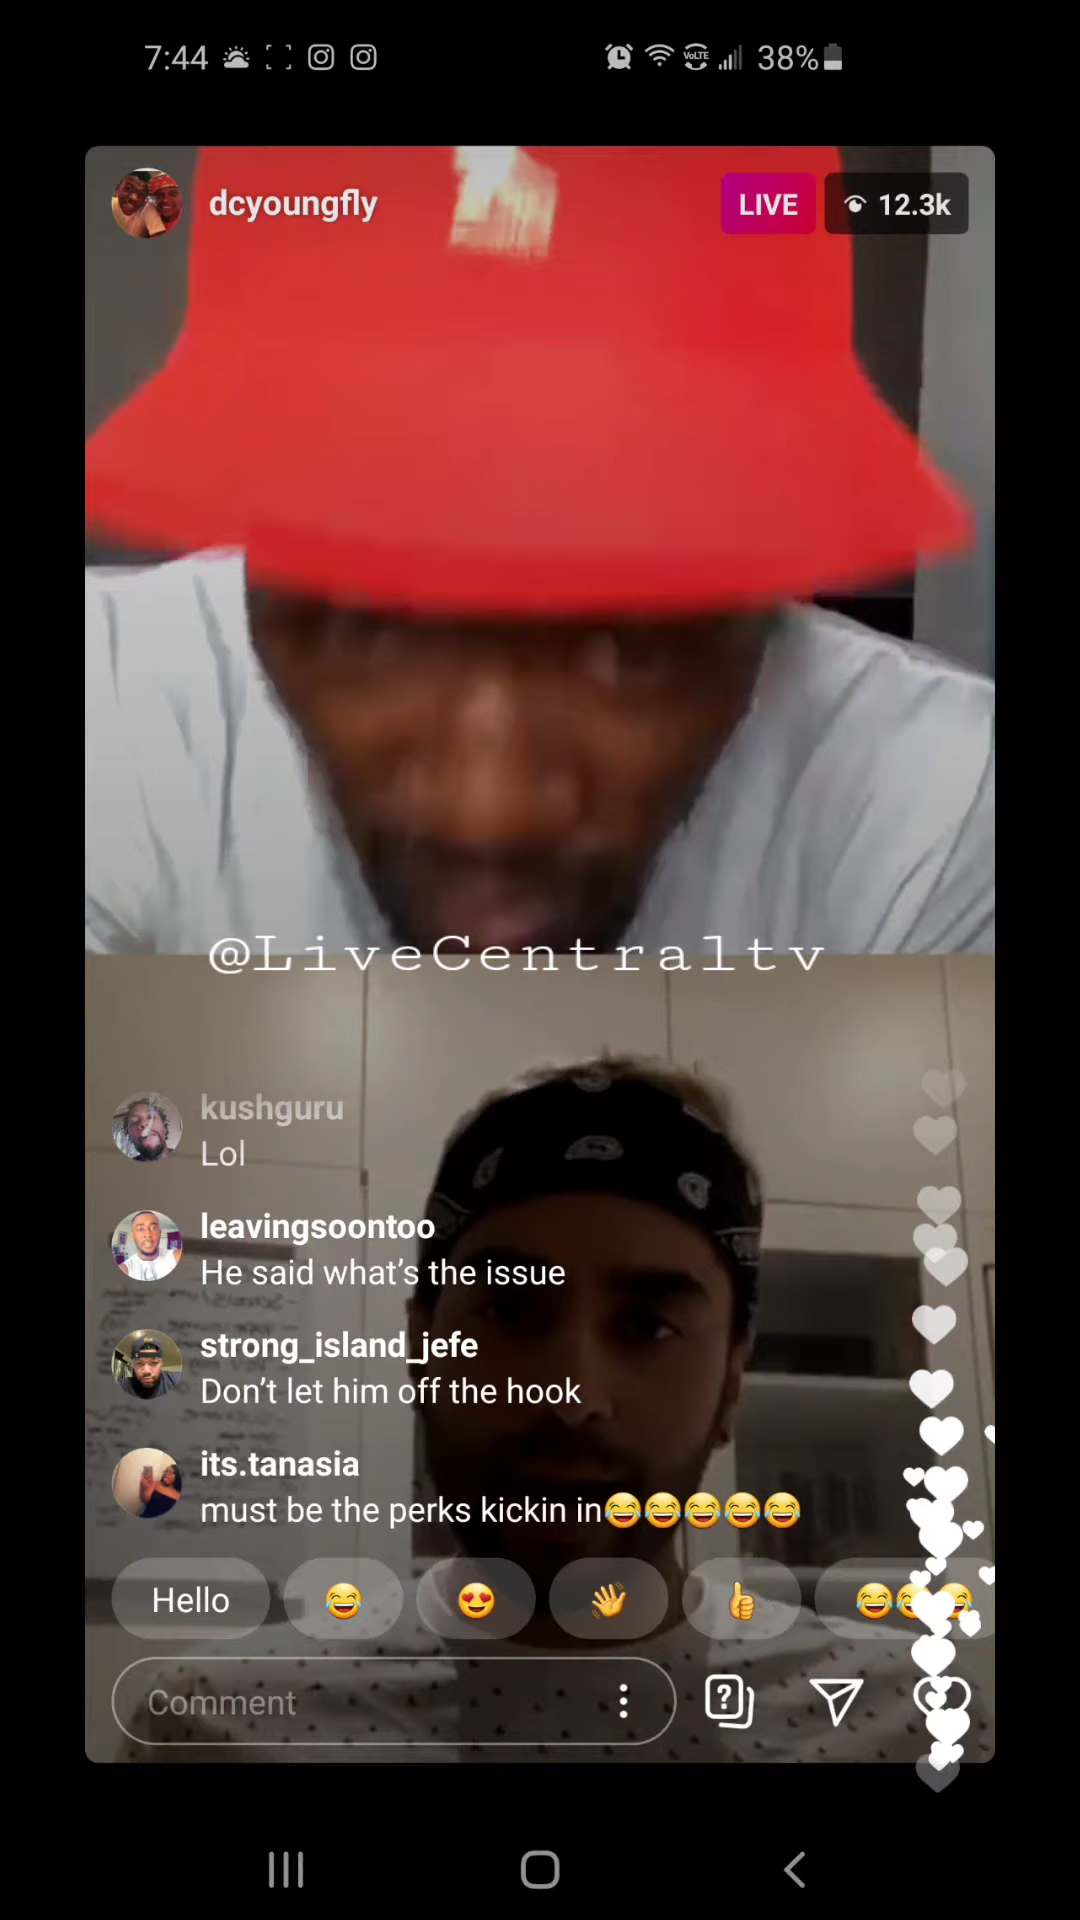 7:44
VoLTE
38%
dcyoungfly
LIVE
12.3k
@LiveCentraltv
kushguru
Lol
leavingsoontoo
He said what's the issue
strong_island_jefe
Don't let him off the hook
its.tanasia
must be the perks kickin in😂😂😂😂😂
Hello
Comment